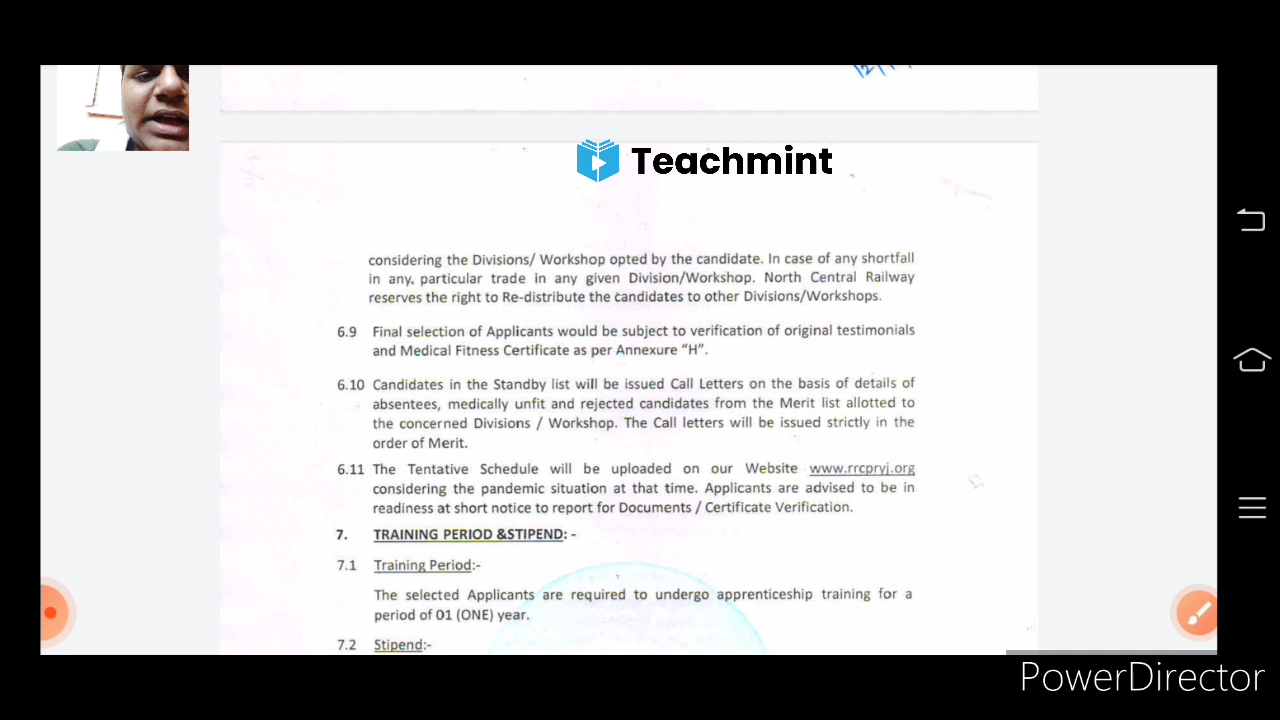 Teachmint
considering the Divisions/ Workshop opted by the candidate. In case of any shortfall
in any. particular trade in any given Division/Workshop. North Central Railway
reserves the right to Re-distribute the candidates to other Divisions/Workshops.
6.9 Final selection of Applicants would be subject to verification of original testimonials
and Medical Fitness Certificate as per Annexure "H".
6.10 Candidates in the Standby list will be issued Call Letters on the basis of details of
absentees, medically unfit and rejected candidates from the Merit list allotted to
the concerned Divisions / Workshop. The Call letters will be issued strictly in the
order of Merit.
6.11 The Tentative Schedule will be uploaded on our Website www.rrcpryj.org
considering the pandemic situation at that time. Applicants are advised to be in
readiness at short notice to report for Documents / Certificate Verification.
7. TRAINING PERIOD &STIPEND: -
7.1 Training Period:-
The selected Applicants are required to undergo apprenticeship training for a
period of 01 (ONE) year.
7.2 Stipend:-
PowerDirector